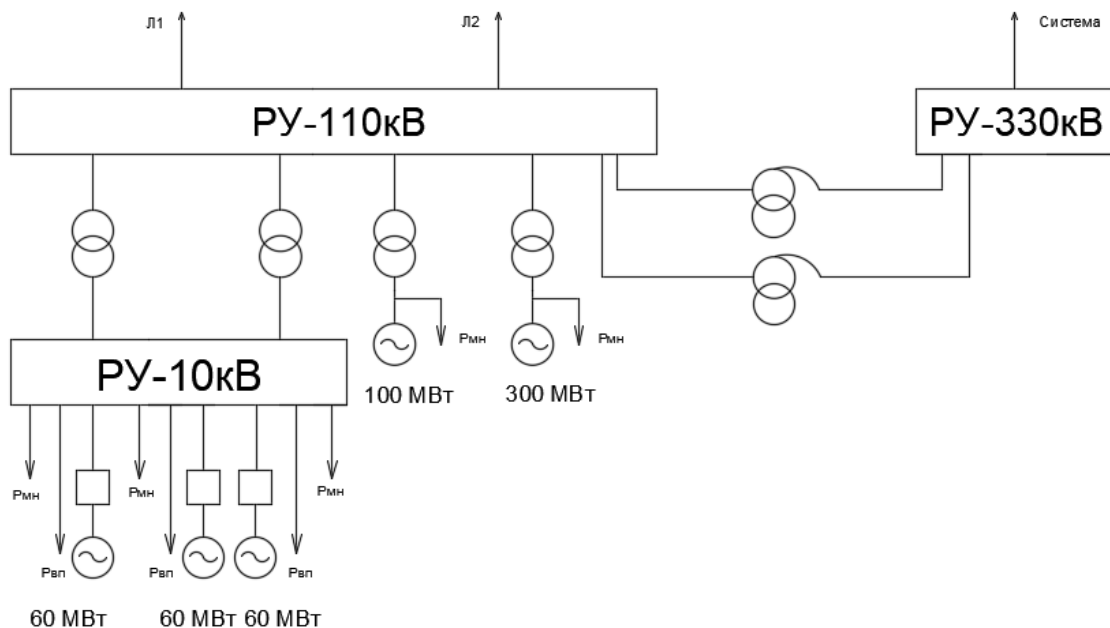 Л1
Л2
Система
РУ-110кВ
РУ-330кВ
РУ-10кВ
Рмн
Рмн
100 МВт
300 МВт
Рмн
Рмн
Рмн
Рвп
Рвп
Рвп
60 МВт
60 МВт
60 МВт